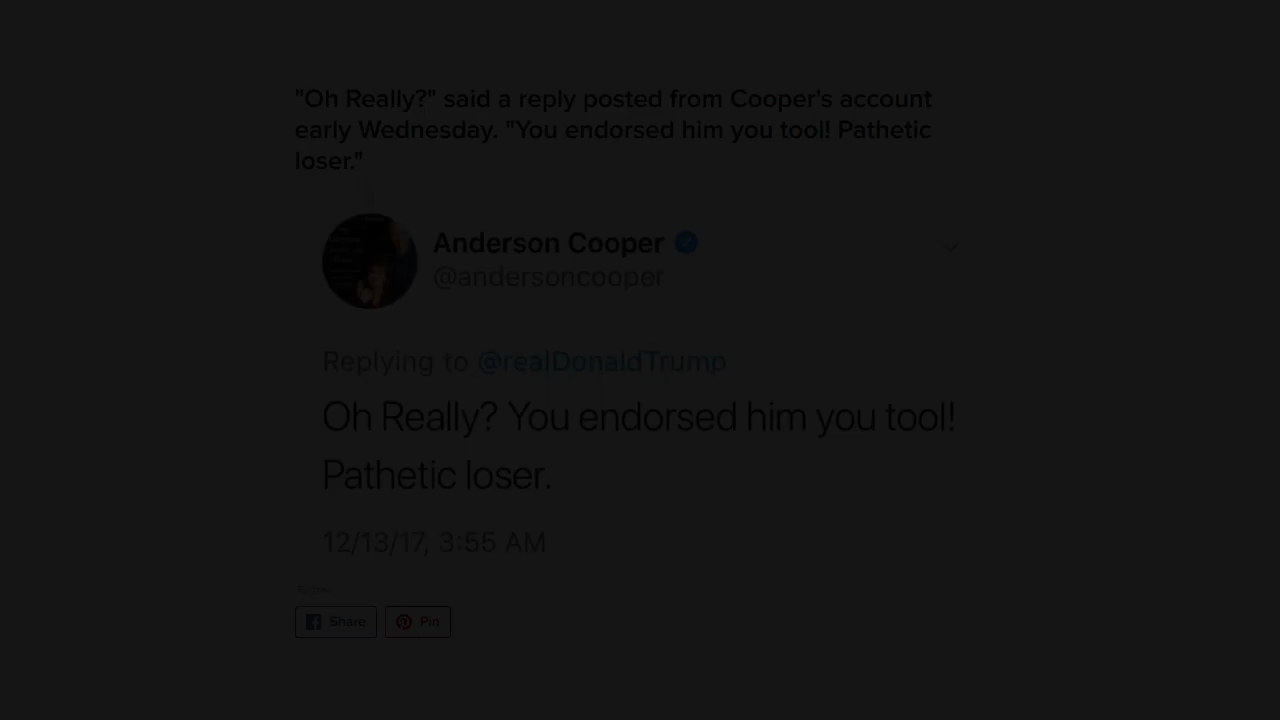 "Oh Really?" said a reply posted from Cooper's account
early Wednesday. "You endorsed him you tool! Pathetic
loser."
Anderson Cooper
@andersoncooper
Replying to @realDonaldTrump
Oh Really? You endorsed him you tool!
Pathetic loser.
12/13/17, 3:55 AM
Share
Pin